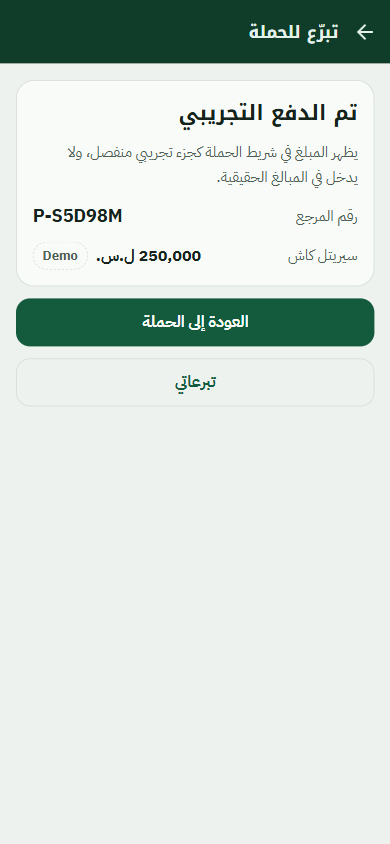 تبرّع للحملة
تم الدفع التجريبي
يظهر المبلغ في شريط الحملة كجزء تجريبي منفصل، ولا
يدخل في المبالغ الحقيقية.
رقم المرجع P-S5D98M
سيريتل كاش 250,000 ل.س. Demo
العودة إلى الحملة
تبرعاتي